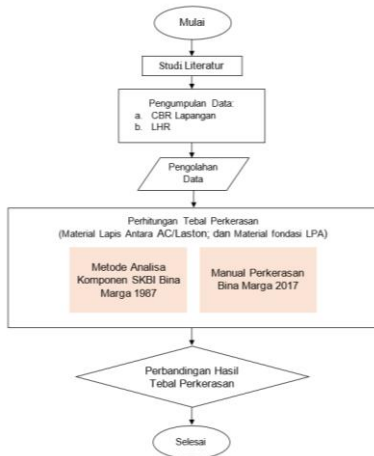 Mulai
Studi Literatur
Pengumpulan Data:
a. CBR Lapangan
b. LHR
Pengolahan
Data
Perhitungan Tebal Perkerasan
(Material Lapis Antara AC/Laston; dan Material fondasi LPA)
Metode Analisa
Komponen SKBI Bina
Marga 1987
Manual Perkerasan
Bina Marga 2017
Perbandingan Hasil
Tebal Perkerasan
Selesai